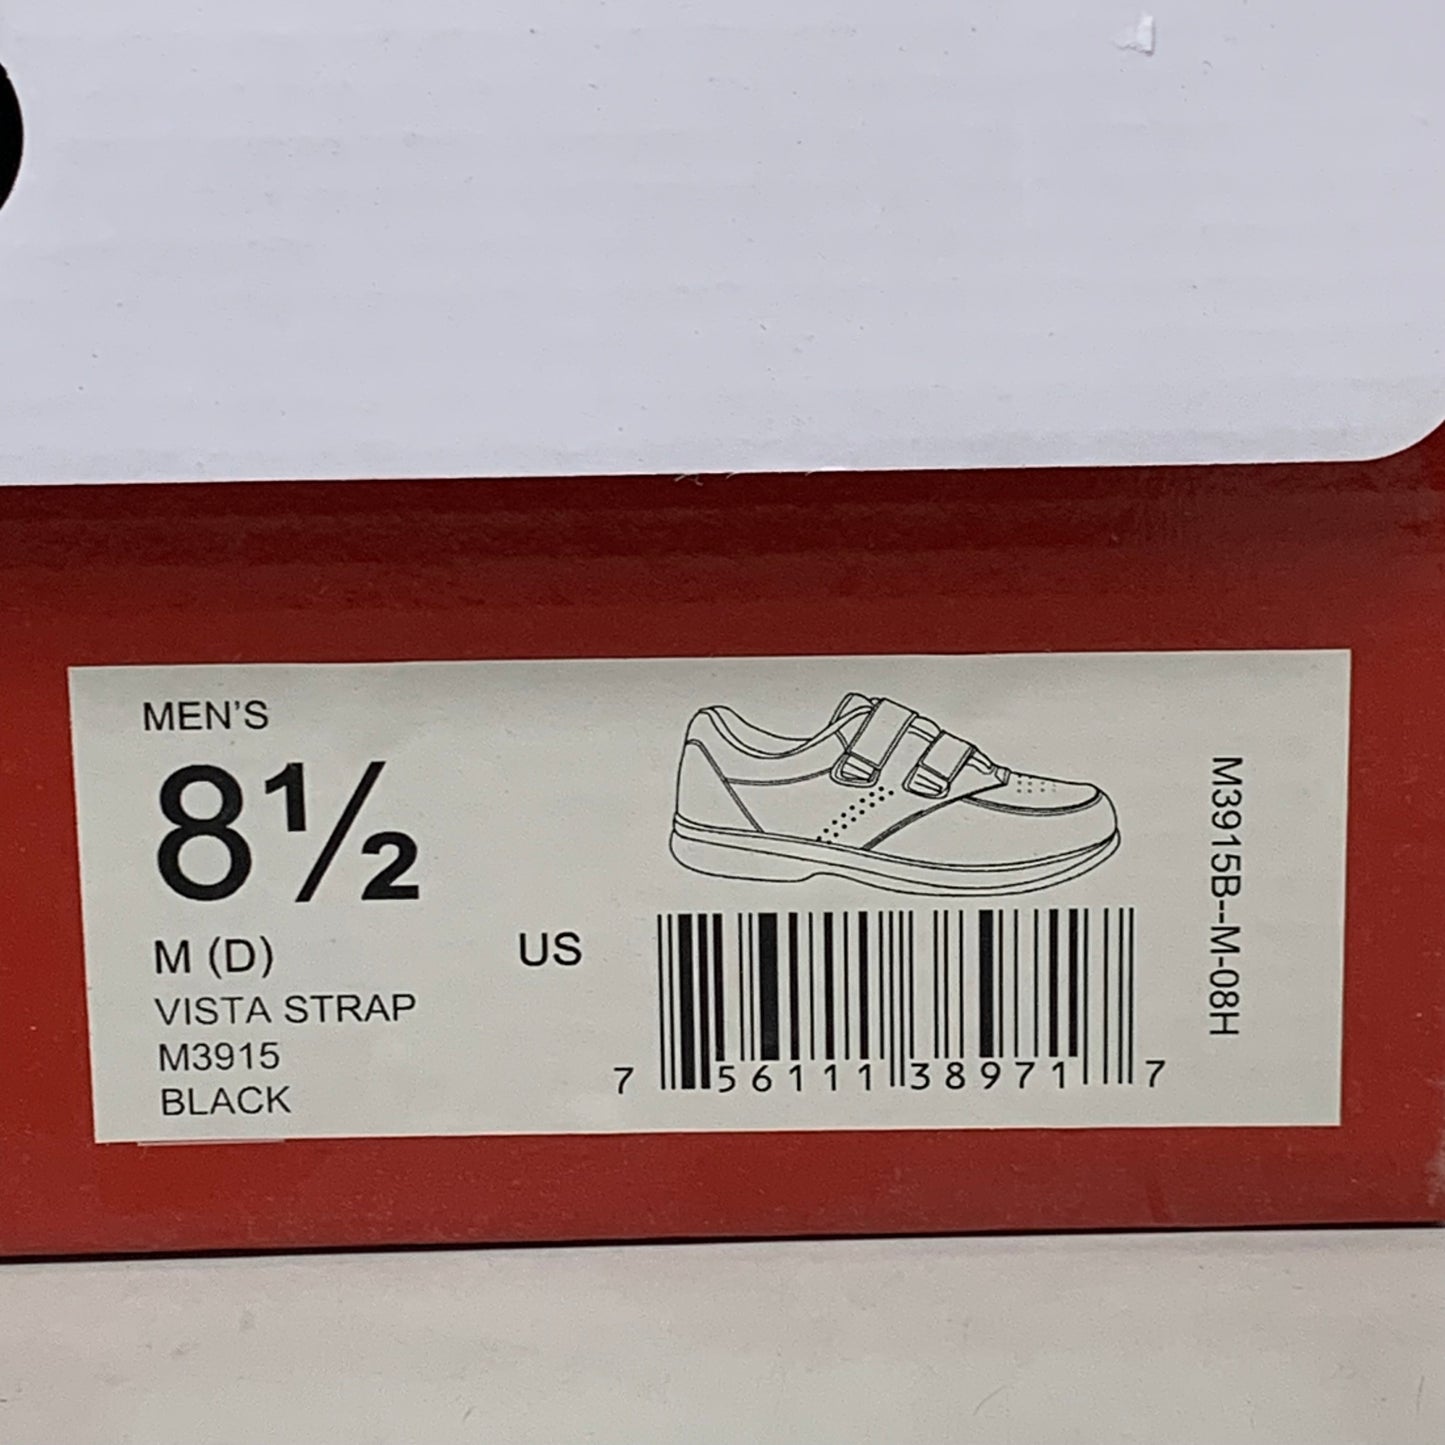 MEN'S
8½
M (D)
US
VISTA STRAP
M3915
BLACK
7 56111 38971 7
M3915B--M-08H